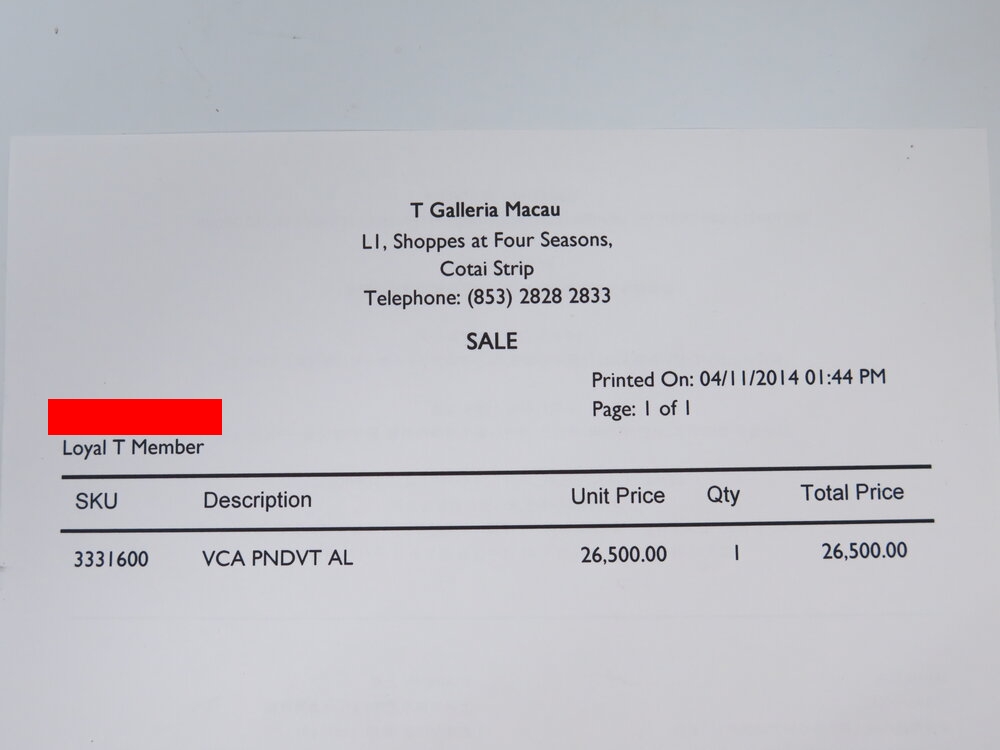 T Galleria Macau
L1, Shoppes at Four Seasons,
Cotai Strip
Telephone: (853) 2828 2833
SALE
Printed On: 04/11/2014 01:44 PM
Page: 1 of 1
Loyal T Member
SKU Description Unit Price Qty Total Price
3331600 VCA PNDVT AL 26,500.00 1 26,500.00